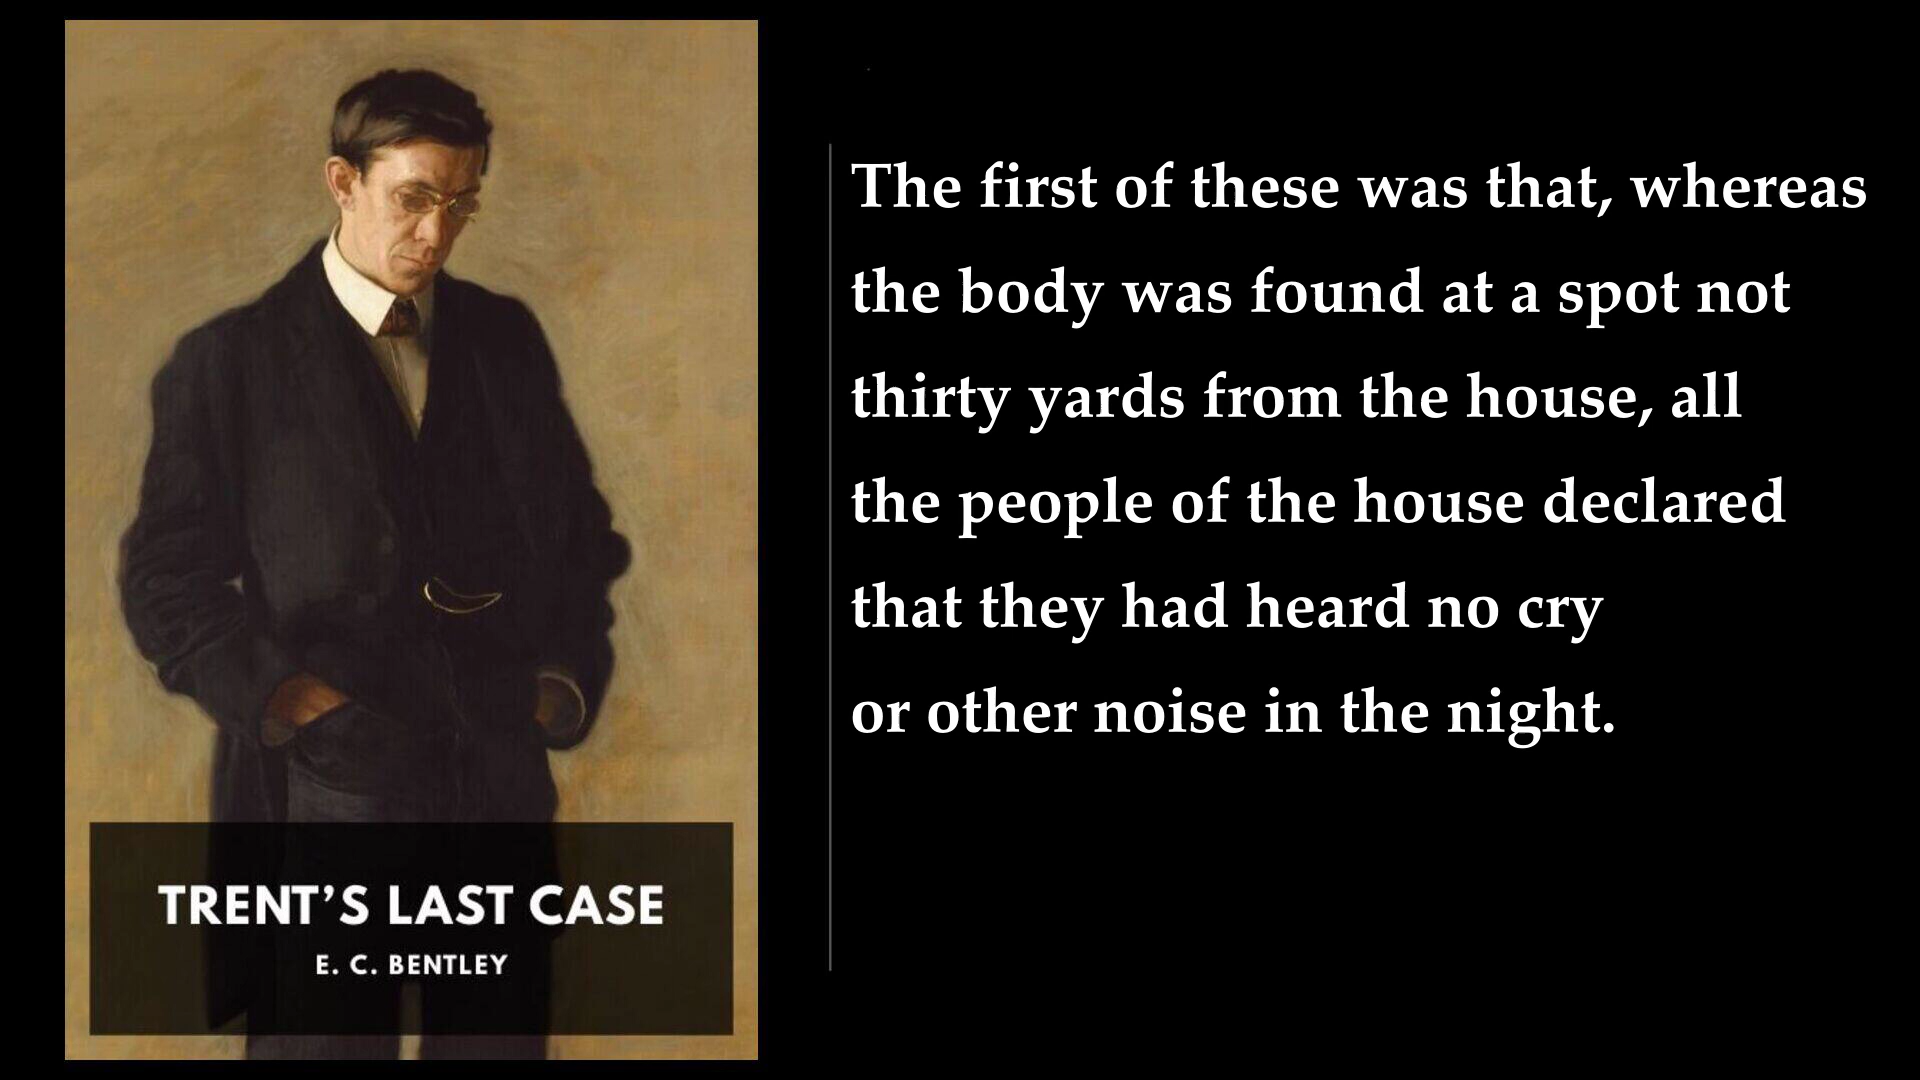 The first of these was that, whereas
the body was found at a spot not
thirty yards from the house, all
the people of the house declared
that they had heard no cry
or other noise in the night.
TRENT’S LAST CASE
E. C. BENTLEY